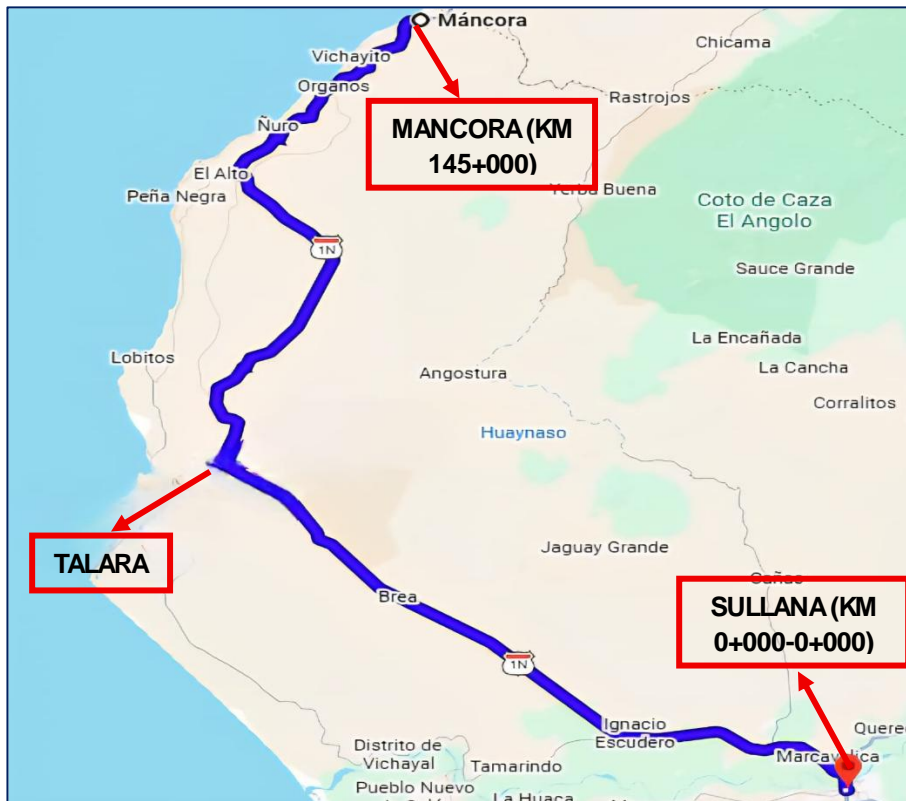 Máncora
Chicama
Vichayito
Organos
Rastrojos
MANCORA (KM
145+000)
Ñuro
El Alto
Peña Negra
Yerba Buena
Coto de Caza
El Angolo
1N
Sauce Grande
La Encañada
Lobitos
La Cancha
Angostura
Corralitos
Huaynaso
TALARA
Jaguay Grande
SULLANA (KM
0+000-0+000)
Brea
1N
Ignacio
Escudero
Distrito de
Vichayal
Tamarindo
Pueblo Nuevo
La Huaca